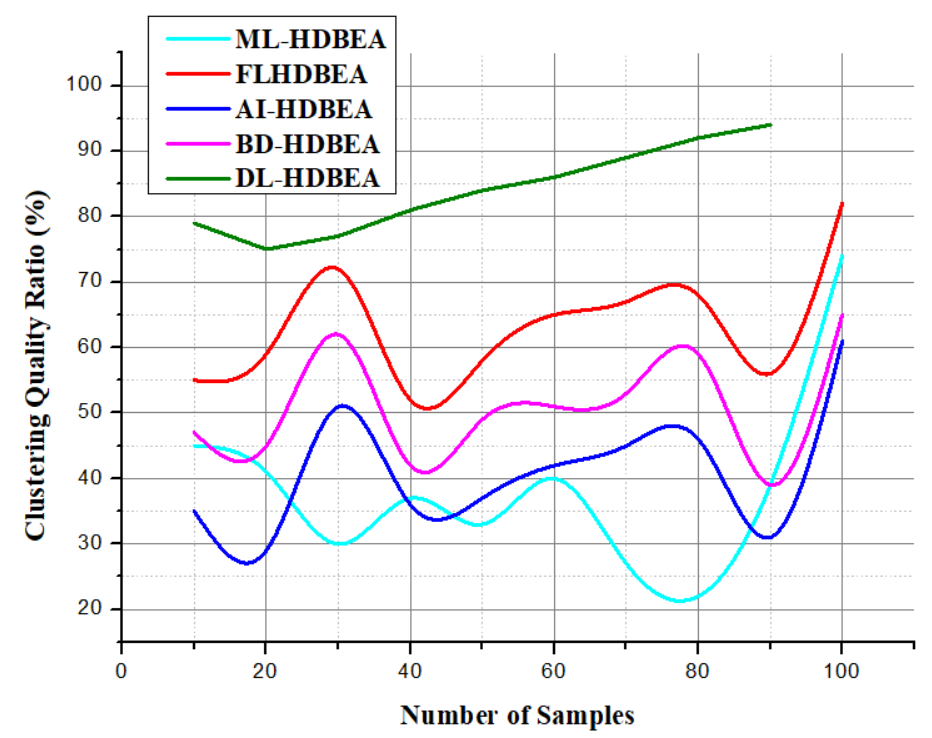 ML-HDBEA
FLHDBEA
AI-HDBEA
BD-HDBEA
DL-HDBEA
Clustering Quality Ratio (%)
100
90
80
70
60
50
40
30
20
0 20 40 60 80 100
Number of Samples